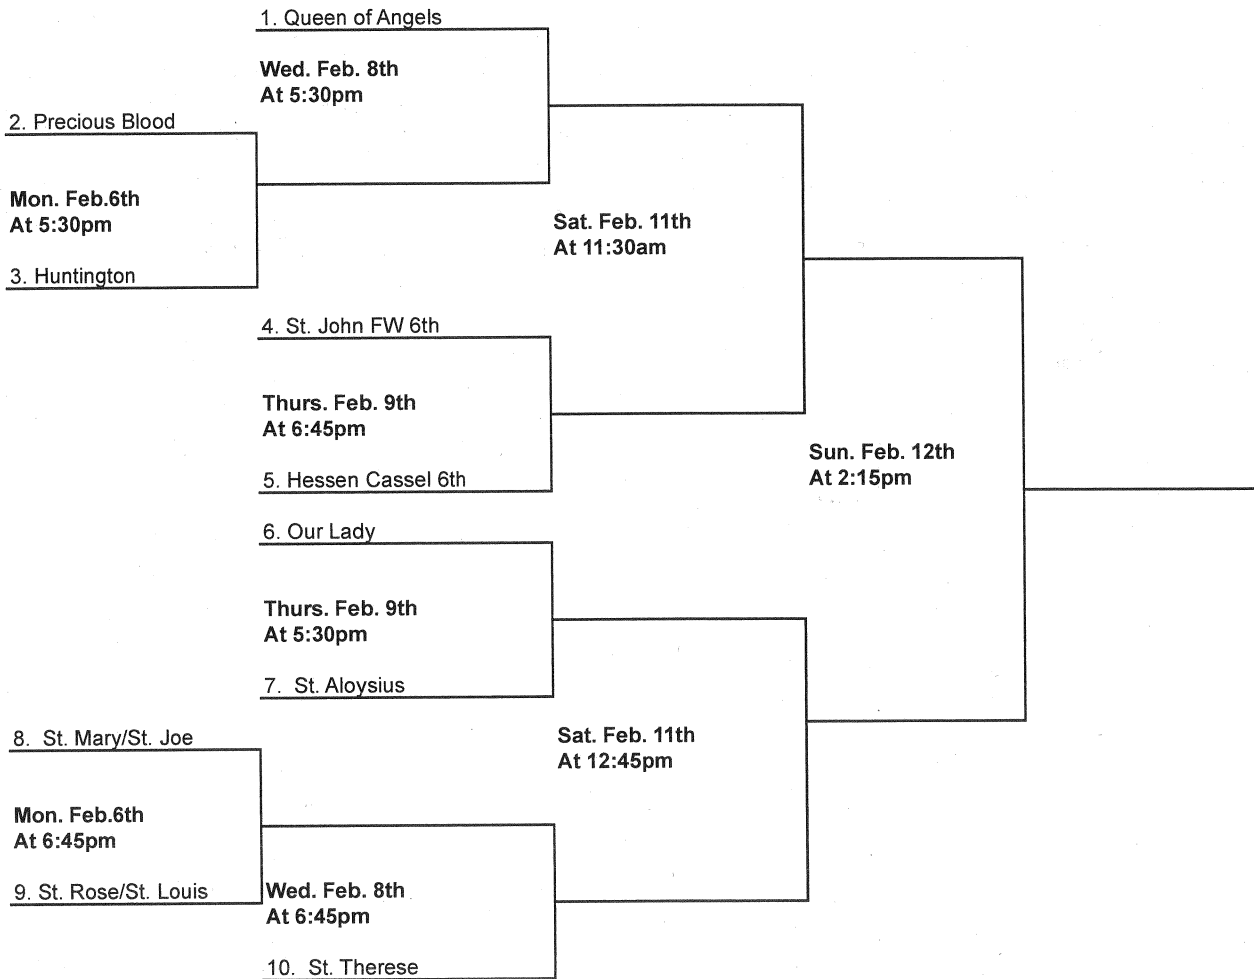 1. Queen of Angels
Wed. Feb. 8th
At 5:30pm
2. Precious Blood
Mon. Feb.6th
At 5:30pm
3. Huntington
Sat. Feb. 11th
At 11:30am
4. St. John FW 6th
Thurs. Feb. 9th
At 6:45pm
5. Hessen Cassel 6th
Sun. Feb. 12th
At 2:15pm
6. Our Lady
Thurs. Feb. 9th
At 5:30pm
7. St. Aloysius
8. St. Mary/St. Joe
Sat. Feb. 11th
At 12:45pm
Mon. Feb.6th
At 6:45pm
9. St. Rose/St. Louis
Wed. Feb. 8th
At 6:45pm
10. St. Therese